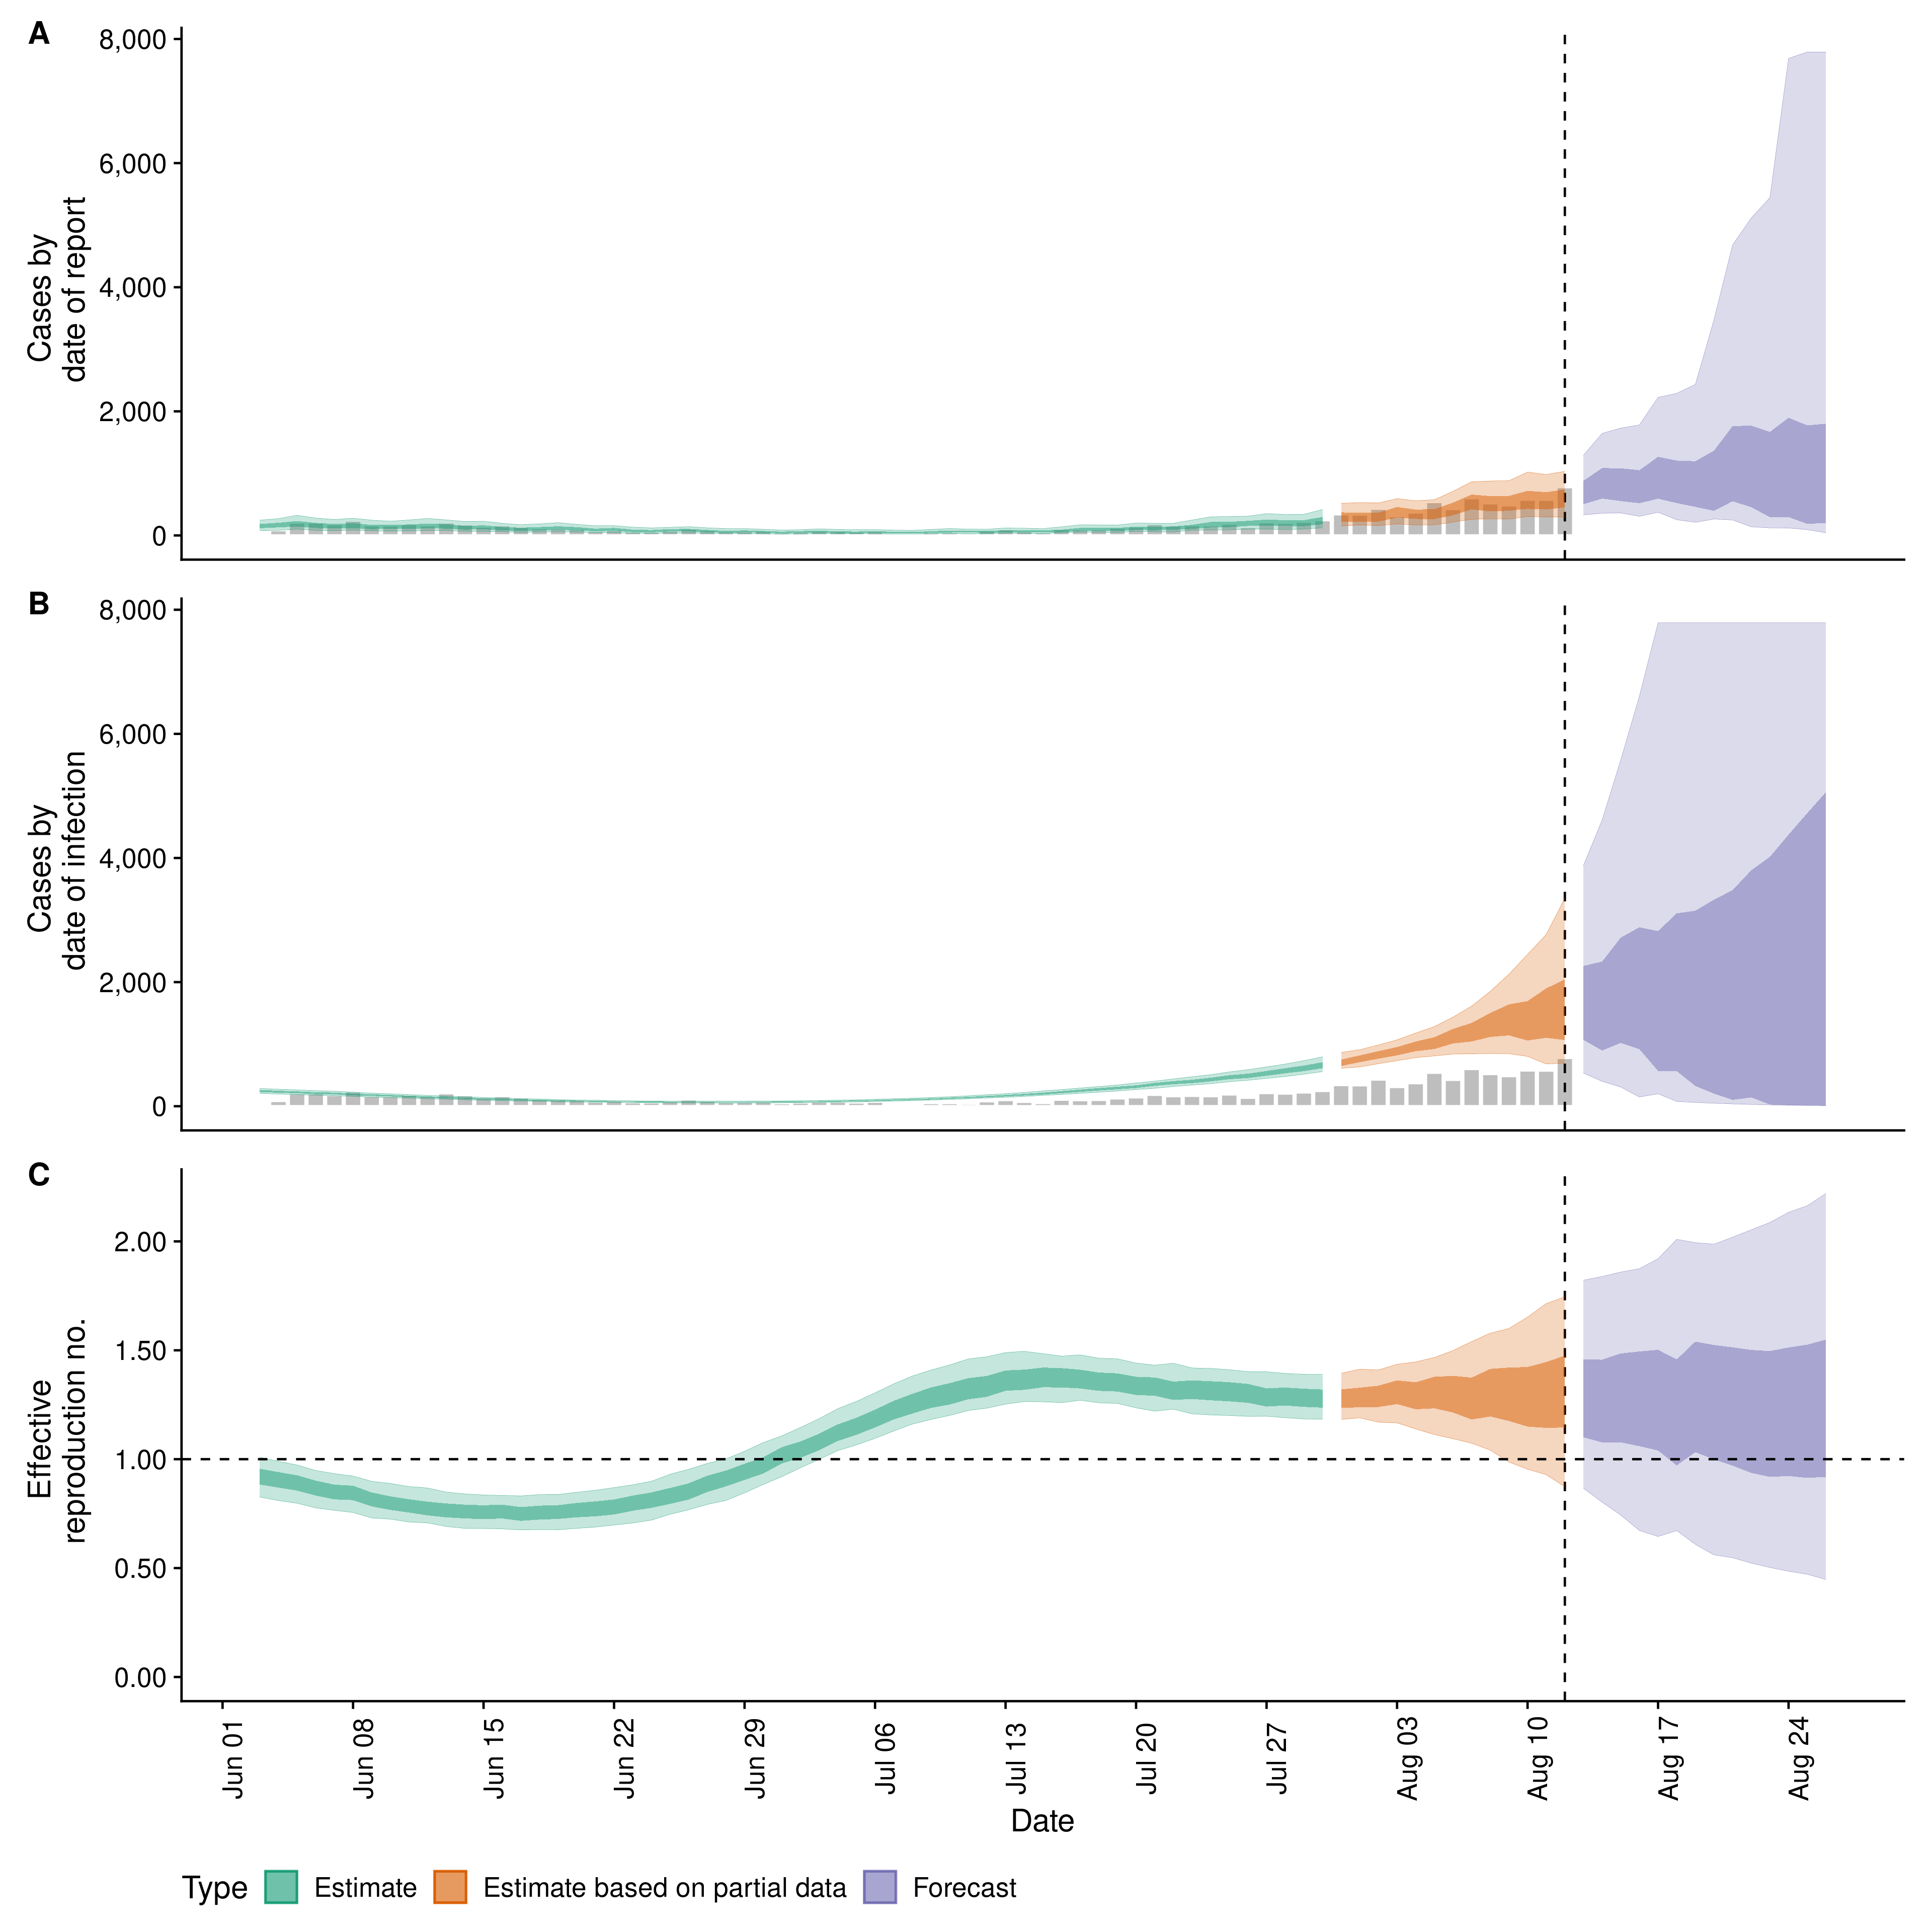 A
8,000
6,000
4,000
2,000
0
Cases by
date of report
B
8,000
6,000
4,000
2,000
0
Cases by
date of infection
C
2.00
1.50
1.00
0.50
0.00
Effective
reproduction no.
Jun 01
Jun 08
Jun 15
Jun 22
Jun 29
Jul 06
Jul 13
Jul 20
Jul 27
Aug 03
Aug 10
Aug 17
Aug 24
Date
Type Estimate Estimate based on partial data Forecast